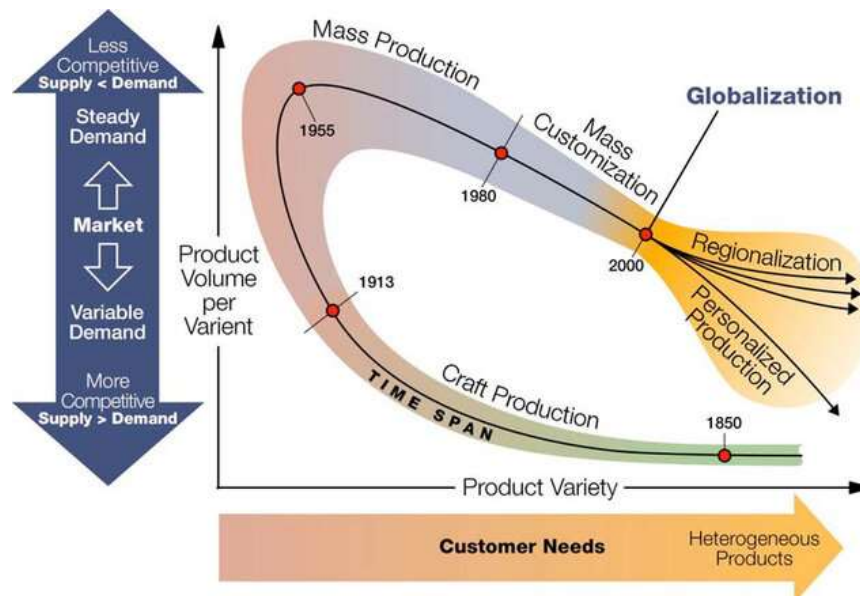 Less
Competitive
Supply < Demand
Steady
Demand
Market
Variable
Demand
More
Competitive
Supply > Demand
Product
Volume
per
Varient
Mass Production
Mass
Customization
Globalization
1955
1980
2000
Regionalization
Personalized
Production
1913
Craft Production
TIME SPAN
1850
Product Variety
Customer Needs
Heterogeneous
Products